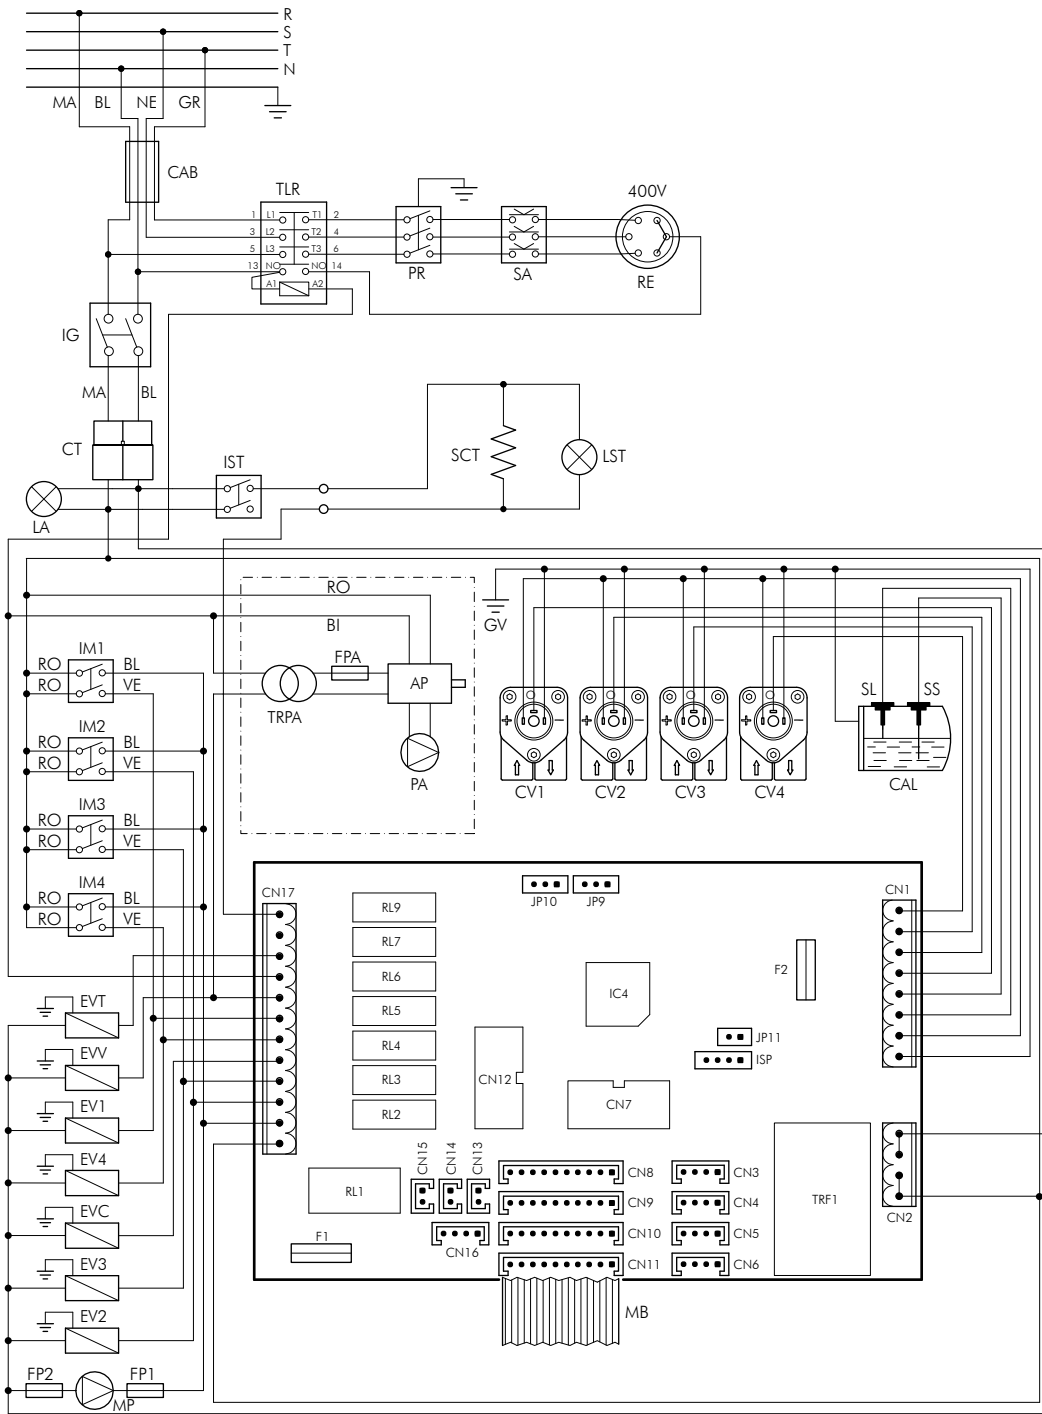 R
S
T
N
MA BL NE GR
CAB
TLR
400V
1 L1 T1 2
3 L2 T2 4
5 L3 T3 6
13 NO NO 14
A1 A2
PR
SA
RE
IG
MA BL
CT
IST
SCT
LST
LA
RO
BI
GV
FPA
AP
TRPA
PA
IM1
RO BL
RO VE
IM2
RO BL
RO VE
IM3
RO BL
RO VE
IM4
RO BL
RO VE
+ −
+ −
+ −
+ −
CV1
CV2
CV3
CV4
SL SS
CAL
CN17
JP10
JP9
CN1
RL9
RL7
RL6
RL5
RL4
RL3
RL2
IC4
F2
JP11
ISP
CN12
CN7
EVT
EVV
EV1
EV4
EVC
EV3
EV2
CN15
CN14
CN13
CN8
CN3
CN9
CN4
CN10
CN5
CN11
CN6
RL1
CN16
F1
TRF1
CN2
MB
FP2
FP1
MP